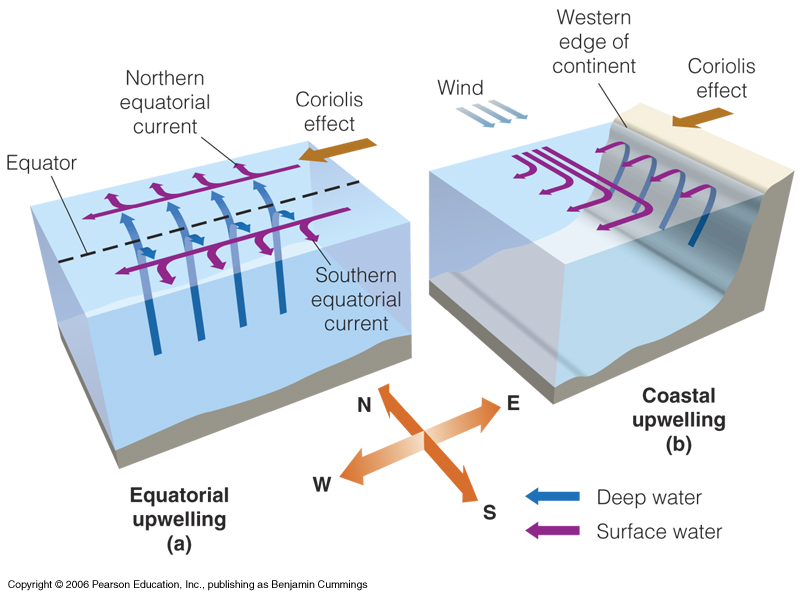 Northern
equatorial
current
Coriolis
effect
Equator
Southern
equatorial
current
Equatorial
upwelling
(a)
Western
edge of
continent
Wind
Coriolis
effect
Coastal
upwelling
(b)
N
E
W
S
Deep water
Surface water
Copyright © 2006 Pearson Education, Inc., publishing as Benjamin Cummings